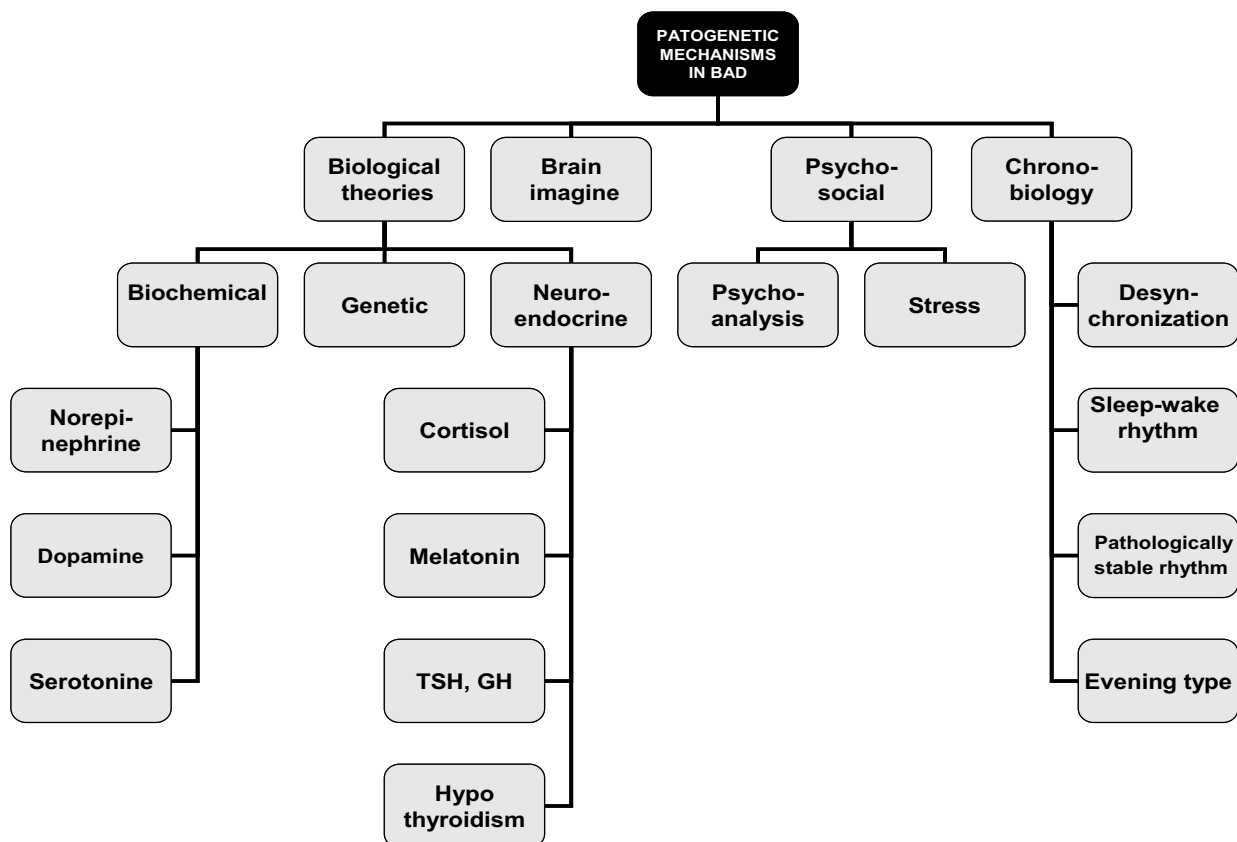 PATOGENETIC
MECHANISMS
IN BAD
Biological
theories
Brain
imagine
Psycho-
social
Chrono-
biology
Biochemical
Genetic
Neuro-
endocrine
Psycho-
analysis
Stress
Desyn-
chronization
Norepi-
nephrine
Cortisol
Sleep-wake
rhythm
Dopamine
Melatonin
Pathologically
stable rhythm
Serotonine
TSH, GH
Evening type
Hypo
thyroidism